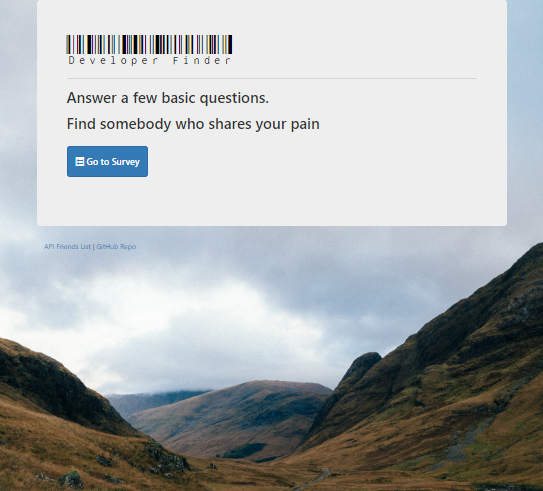 Developer Finder
Answer a few basic questions.
Find somebody who shares your pain
Go to Survey
API Friends List | GitHub Repo